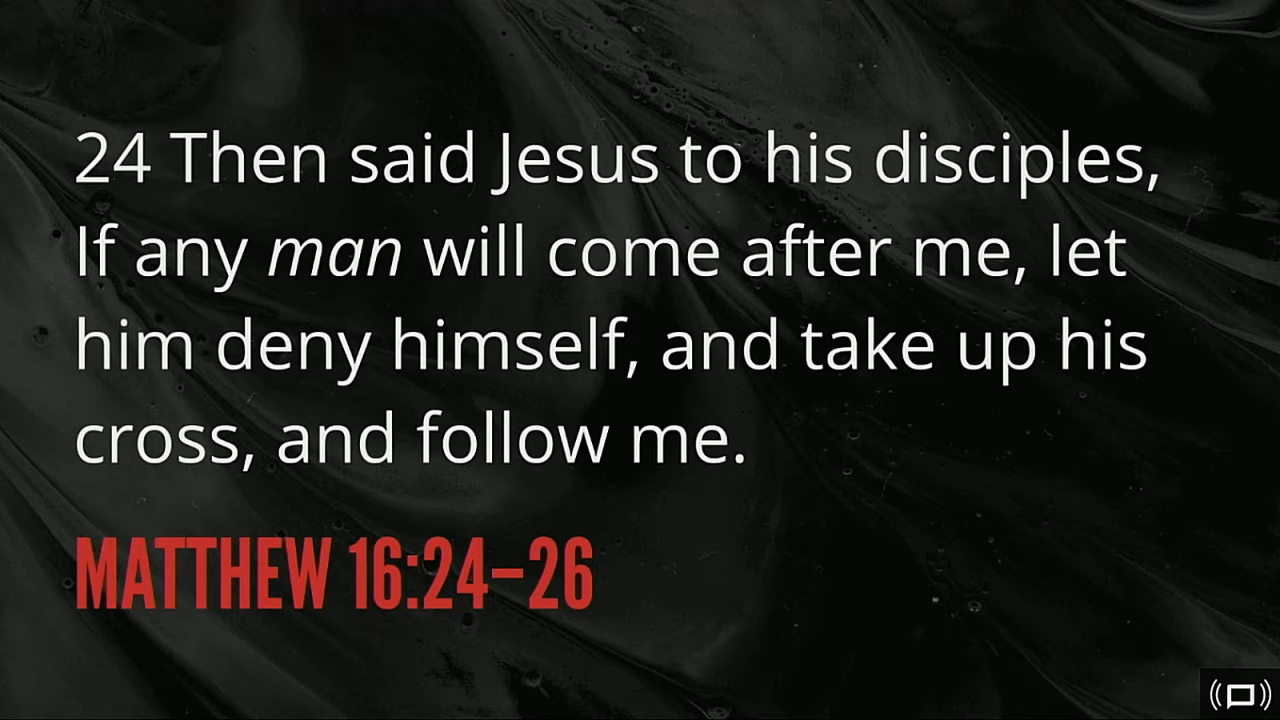 24 Then said Jesus to his disciples,
If any man will come after me, let
him deny himself, and take up his
cross, and follow me.
MATTHEW 16:24–26